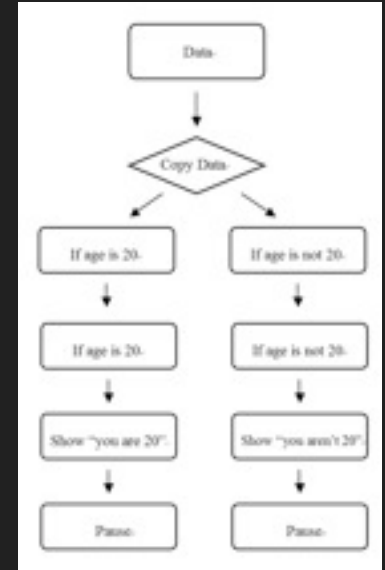 Data
Copy Data
If age is 20
If age is not 20
If age is 20
If age is not 20
Show "you are 20"
Show "you aren't 20"
Pause
Pause